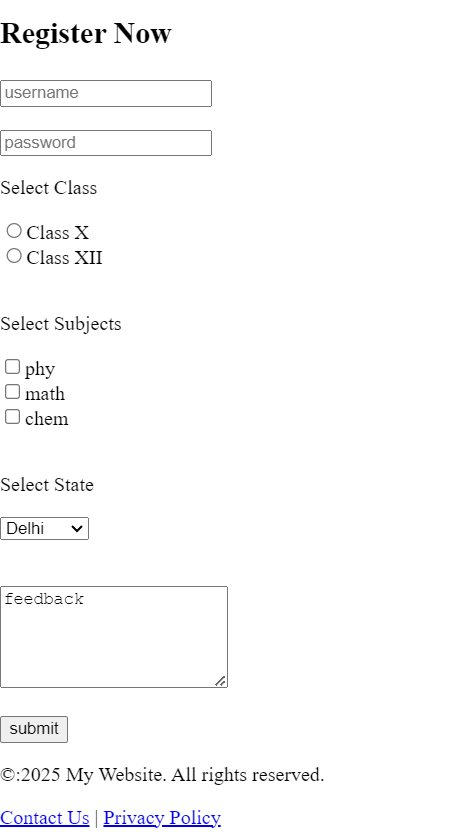 Register Now
username
password
Select Class
Class X
Class XII
Select Subjects
phy
math
chem
Select State
Delhi
feedback
submit
©:2025 My Website. All rights reserved.
Contact Us | Privacy Policy